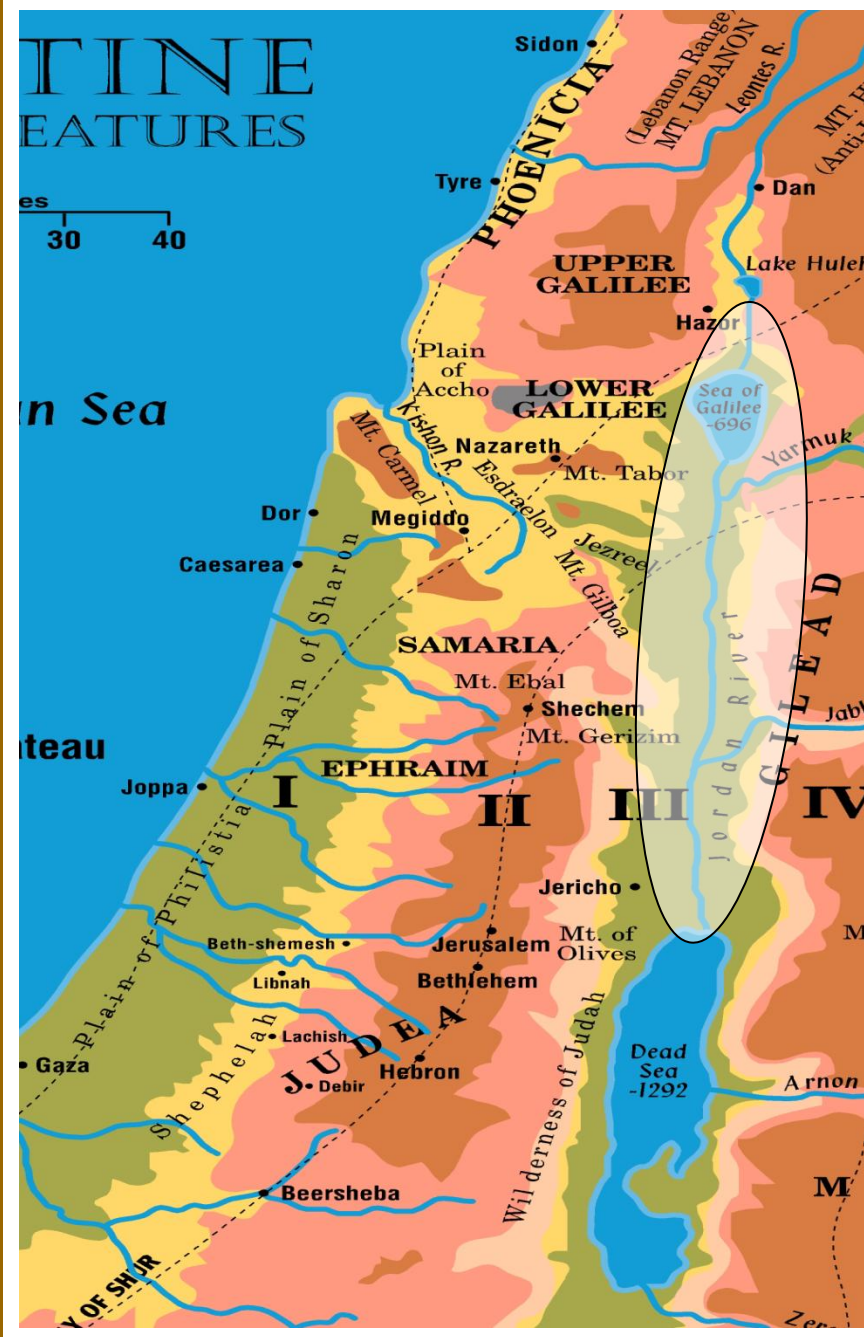 TINE
EATURES
es
30 40
Sidon
PHOENICIA
(Lebanon Range)
MT. LEBANON
Leontes R.
Tyre
Dan
UPPER
GALILEE
Lake Huleh
Hazor
Plain
of
Accho
LOWER
GALILEE
Sea of
Galilee
-696
n Sea
Mt. Carmel
Kishon R.
Nazareth
Mt. Tabor
Yarmuk
Esdraelon
Dor
Megiddo
Jezreel
Caesarea
Mt. Gilboa
Plain of Sharon
SAMARIA
GILEAD
Mt. Ebal
Shechem
Mt. Gerizim
Jordan River
Jabb
ateau
EPHRAIM
Joppa
I
II
III
IV
Plain of Philistia
Jericho
Beth-shemesh
Jerusalem
Mt. of
Olives
M
Libnah
Bethlehem
Wilderness of Judah
Lachish
JUDEA
Gaza
Shephelah
Debir
Hebron
Dead
Sea
-1292
Arnon
Beersheba
M
Y OF SHUR
Zere